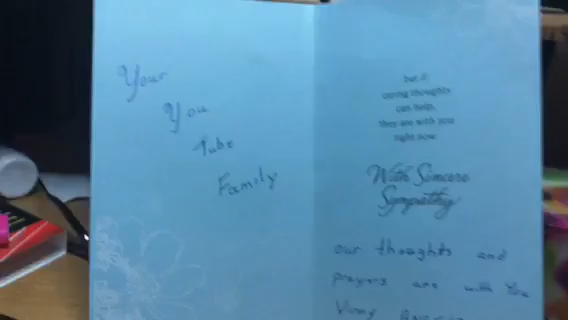 Your
You
Tube
Family
but if
caring thoughts
can help,
they are with you
right now.
With Sincere
Sympathy
our thoughts and
prayers are with You